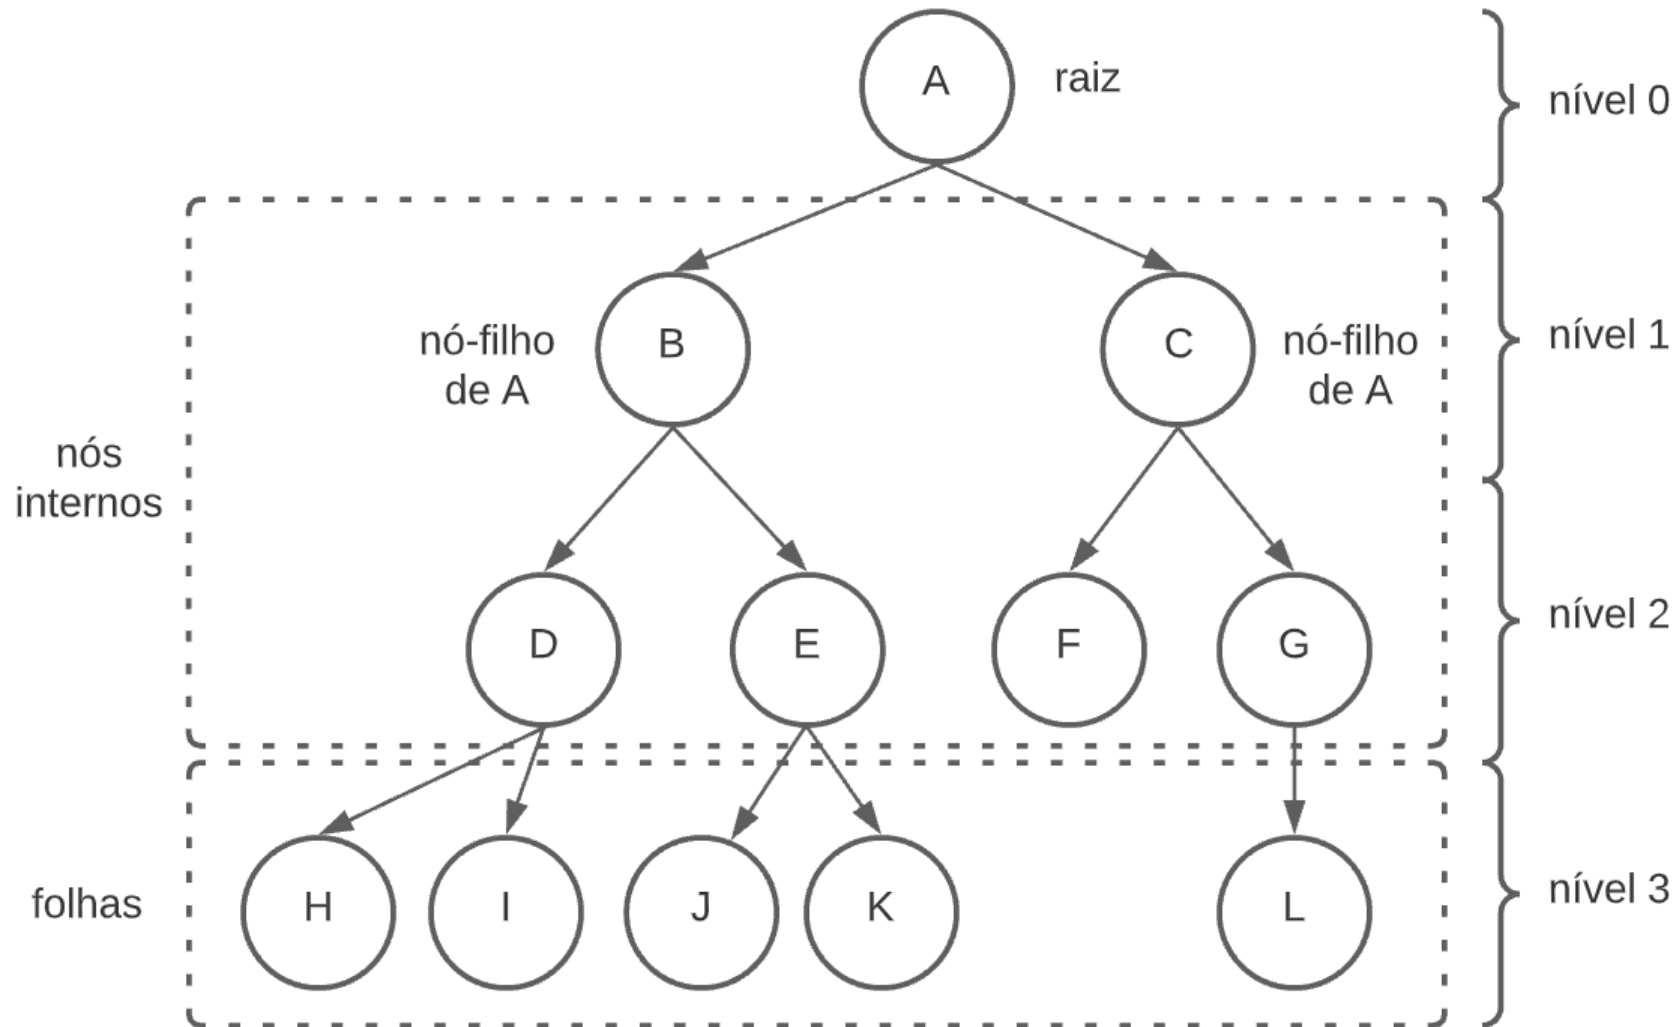 A
raiz
nível 0
nó-filho
de A
B
C
nó-filho
de A
nível 1
nós
internos
D
E
F
G
nível 2
folhas
H
I
J
K
L
nível 3